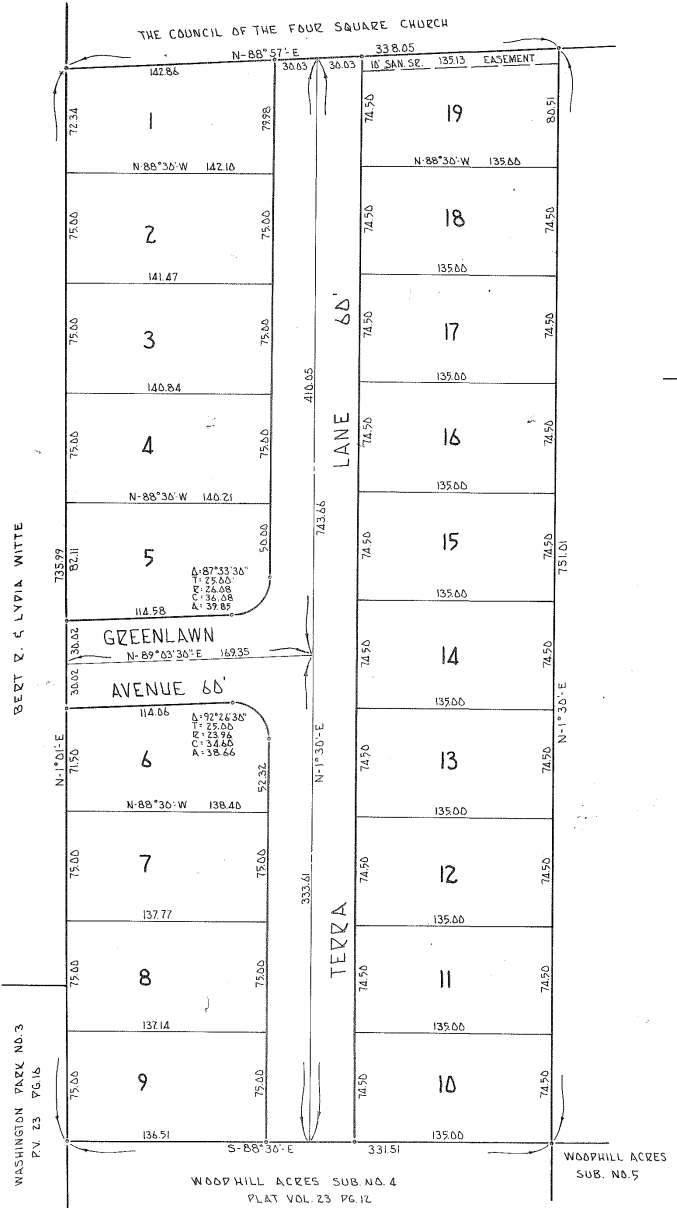 THE COUNCIL OF THE FOUR SQUARE CHURCH
N-88°57'-E 338.05
142.86 30.03 30.03 10' SAN. SR. 135.13 EASEMENT
72.34 1 79.98 74.50 19 80.51
N-88°30'-W 142.10 N-88°30'-W 135.00
75.00 2 75.00 74.50 18 74.50
141.47 135.00
75.00 3 75.00 74.50 17 74.50
140.84 135.00
75.00 4 75.00 74.50 16 74.50
N-88°30'-W 140.21 135.00
82.11 5 50.00 74.50 15 74.50
Δ=87°33'30"
T=25.00'
R=26.08
C=36.08
A=39.85
114.58 135.00
735.99 410.05 743.66 751.01
LANE 60'
BERT R. & LYDIA WITTE
30.02 GREENLAWN
N-89°03'30"-E 169.35
30.02 AVENUE 60'
74.50 14 74.50
135.00
114.06
Δ=92°26'30"
T=25.00
R=23.96
C=34.60
A=38.66
N-1°01'-E 71.50 6 52.32 N-1°30'-E 74.50 13 74.50 N-1°30'-E
N-88°30'-W 138.40 135.00
75.00 7 75.00 333.61 74.50 12 74.50
137.77 135.00
TERRA
75.00 8 75.00 74.50 11 74.50
137.14 135.00
75.00 9 75.00 74.50 10 74.50
136.51 135.00
S-88°30'-E 331.51
WASHINGTON PARK NO.3
P.V. 23 PG.16
WOODHILL ACRES SUB. NO.4
PLAT VOL. 23 PG.12
WOODHILL ACRES
SUB. NO.5